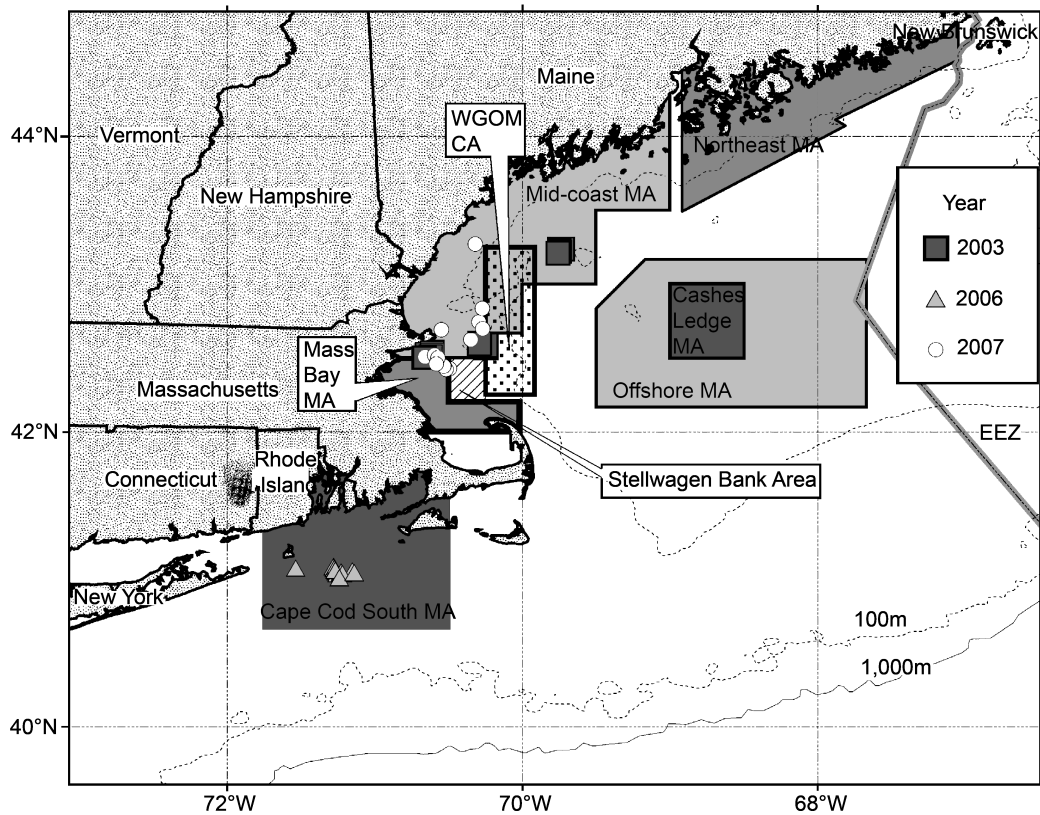 New Brunswick
Maine
WGOM
CA
Vermont
44°N
Northeast MA
New Hampshire
Mid-coast MA
Year
2003
2006
2007
Cashes
Ledge
MA
Mass
Bay
MA
Massachusetts
Offshore MA
42°N
EEZ
Connecticut
Rhode
Island
Stellwagen Bank Area
New York
Cape Cod South MA
100m
1,000m
40°N
72°W
70°W
68°W